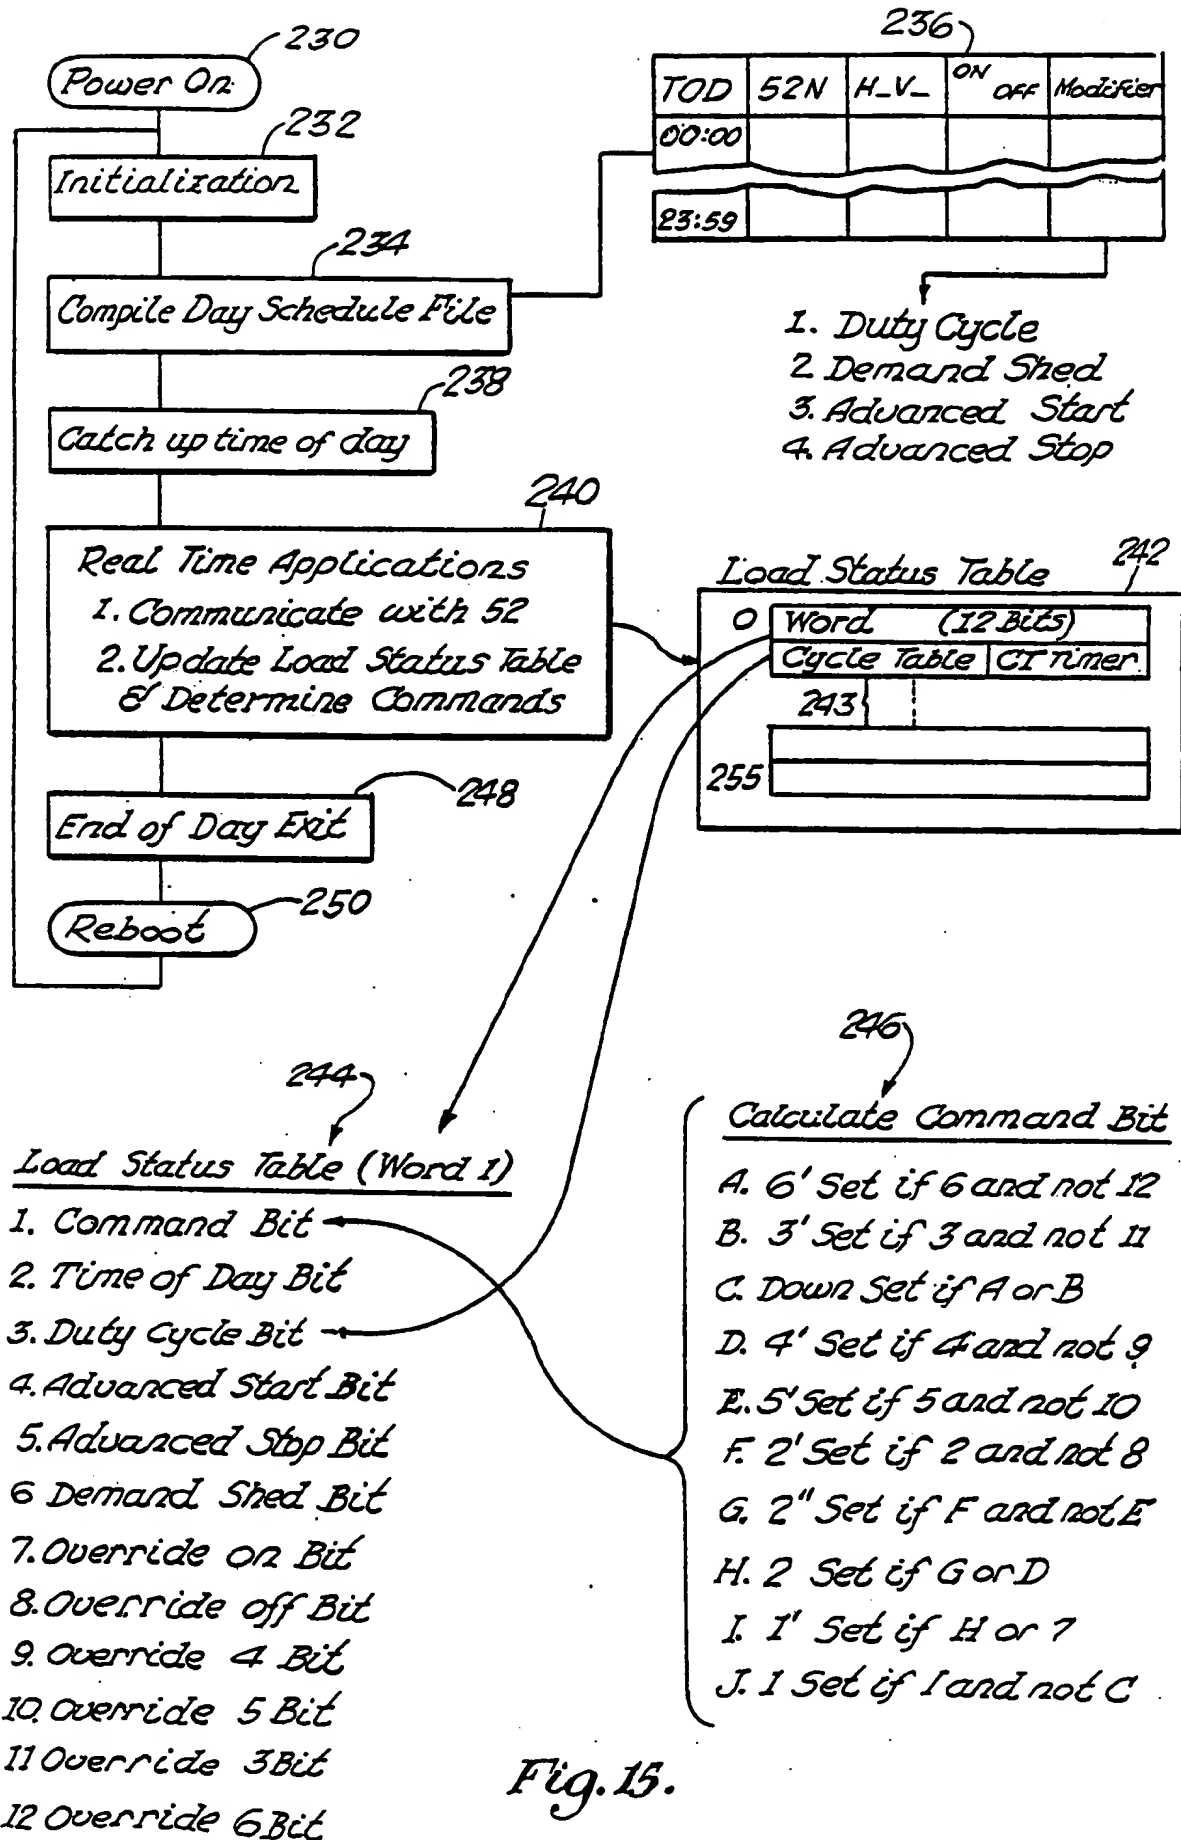 230
Power On
232
Initialization
234
Compile Day Schedule File
238
Catch up time of day
240
Real Time Applications
1. Communicate with 52
2. Update Load Status Table
& Determine Commands
248
End of Day Exit
250
Reboot
236
TOD 52N H_V_ ON OFF Modifier
00:00
23:59
1. Duty Cycle
2 Demand Shed
3. Advanced Start
4. Advanced Stop
242
Load Status Table
0 Word (12 Bits)
Cycle Table CT Timer
243
255
244
Load Status Table (Word 1)
1. Command Bit
2. Time of Day Bit
3. Duty Cycle Bit
4. Advanced Start Bit
5. Advanced Stop Bit
6 Demand Shed Bit
7. Override on Bit
8. Override off Bit
9. Override 4 Bit
10. Override 5 Bit
11 Override 3 Bit
12 Override 6 Bit
246
Calculate Command Bit
A. 6' Set if 6 and not 12
B. 3' Set if 3 and not 11
C. Down Set if A or B
D. 4' Set if 4 and not 9
E. 5' Set if 5 and not 10
F. 2' Set if 2 and not 8
G. 2" Set if F and not E
H. 2 Set if G or D
I. 1' Set if H or 7
J. 1 Set if I and not C
Fig. 15.